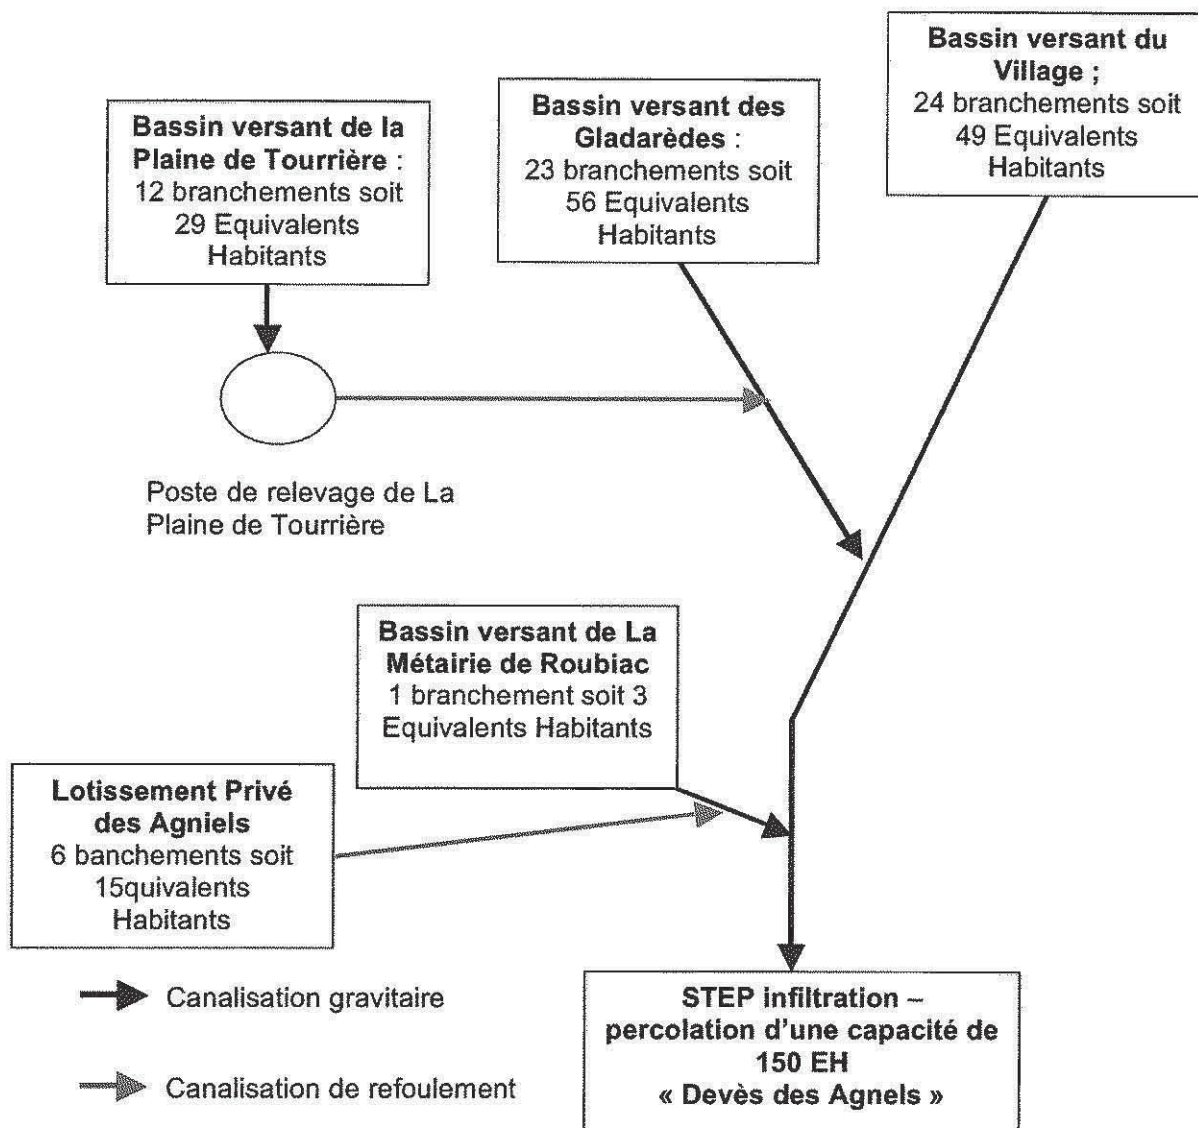 Bassin versant de la
Plaine de Tourrière :
12 branchements soit
29 Equivalents
Habitants
Bassin versant des
Gladarèdes :
23 branchements soit
56 Equivalents
Habitants
Bassin versant du
Village ;
24 branchements soit
49 Equivalents
Habitants
Poste de relevage de La
Plaine de Tourrière
Bassin versant de La
Métairie de Roubiac
1 branchement soit 3
Equivalents Habitants
Lotissement Privé
des Agniels
6 banchements soit
15quivalents
Habitants
Canalisation gravitaire
Canalisation de refoulement
STEP infiltration –
percolation d'une capacité de
150 EH
« Devès des Agnels »